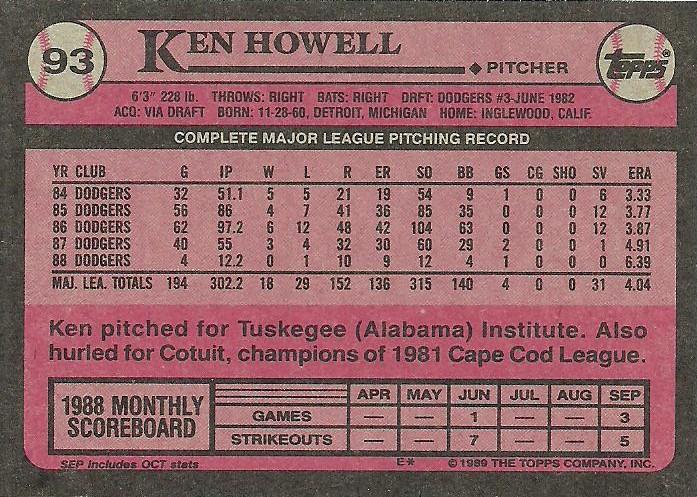 93
KEN HOWELL
TOPPS®
◆ PITCHER
6'3" 228 lb. THROWS: RIGHT BATS: RIGHT DRFT: DODGERS #3-JUNE 1982
ACQ: VIA DRAFT BORN: 11-28-60, DETROIT, MICHIGAN HOME: INGLEWOOD, CALIF.
COMPLETE MAJOR LEAGUE PITCHING RECORD
YR CLUB G IP W L R ER SO BB GS CG SHO SV ERA
84 DODGERS 32 51.1 5 5 21 19 54 9 1 0 0 6 3.33
85 DODGERS 56 86 4 7 41 36 85 35 0 0 0 12 3.77
86 DODGERS 62 97.2 6 12 48 42 104 63 0 0 0 12 3.87
87 DODGERS 40 55 3 4 32 30 60 29 2 0 0 1 4.91
88 DODGERS 4 12.2 0 1 10 9 12 4 1 0 0 0 6.39
MAJ. LEA. TOTALS 194 302.2 18 29 152 136 315 140 4 0 0 31 4.04
Ken pitched for Tuskegee (Alabama) Institute. Also
hurled for Cotuit, champions of 1981 Cape Cod League.
1988 MONTHLY
SCOREBOARD
APR MAY JUN JUL AUG SEP
GAMES — — 1 — — 3
STRIKEOUTS — — 7 — — 5
SEP includes OCT stats
E*
© 1989 THE TOPPS COMPANY, INC.